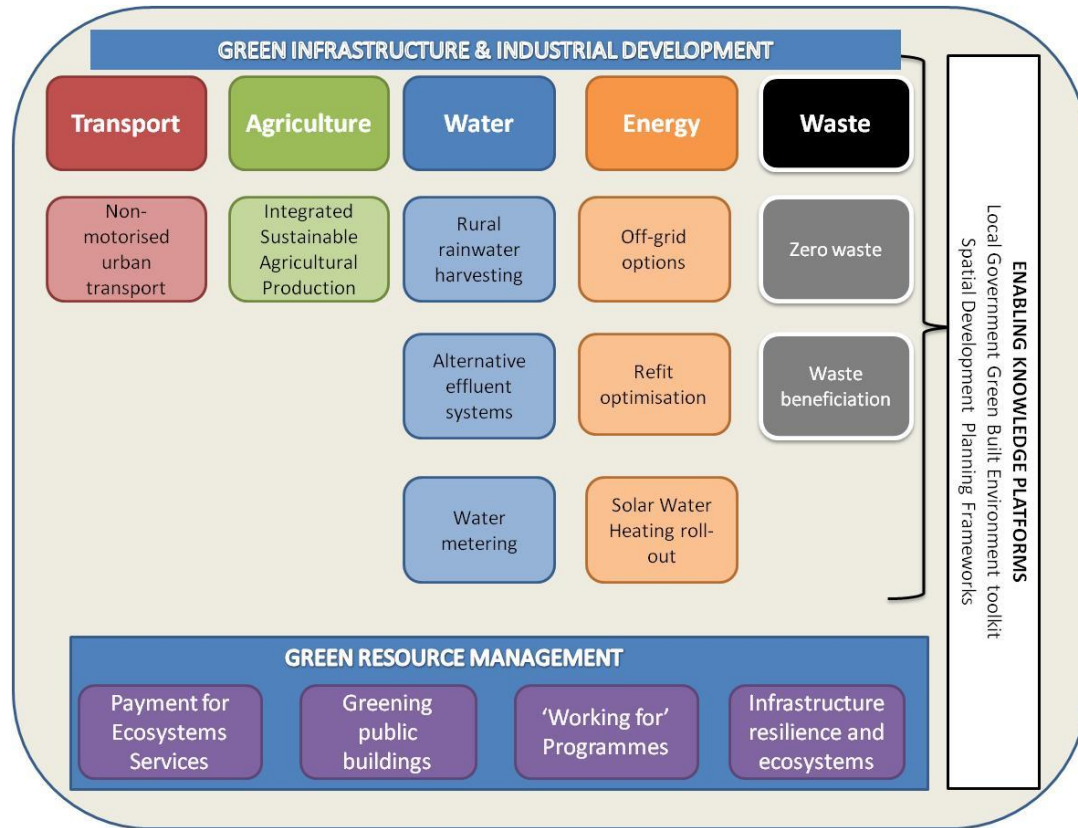 GREEN INFRASTRUCTURE & INDUSTRIAL DEVELOPMENT
Transport
Agriculture
Water
Energy
Waste
Non-
motorised
urban
transport
Integrated
Sustainable
Agricultural
Production
Rural
rainwater
harvesting
Off-grid
options
Zero waste
Alternative
effluent
systems
Refit
optimisation
Waste
beneficiation
Water
metering
Solar Water
Heating roll-
out
ENABLING KNOWLEDGE PLATFORMS
Local Government Green Built Environment toolkit
Spatial Development Planning Frameworks
GREEN RESOURCE MANAGEMENT
Payment for
Ecosystems
Services
Greening
public
buildings
‘Working for’
Programmes
Infrastructure
resilience and
ecosystems